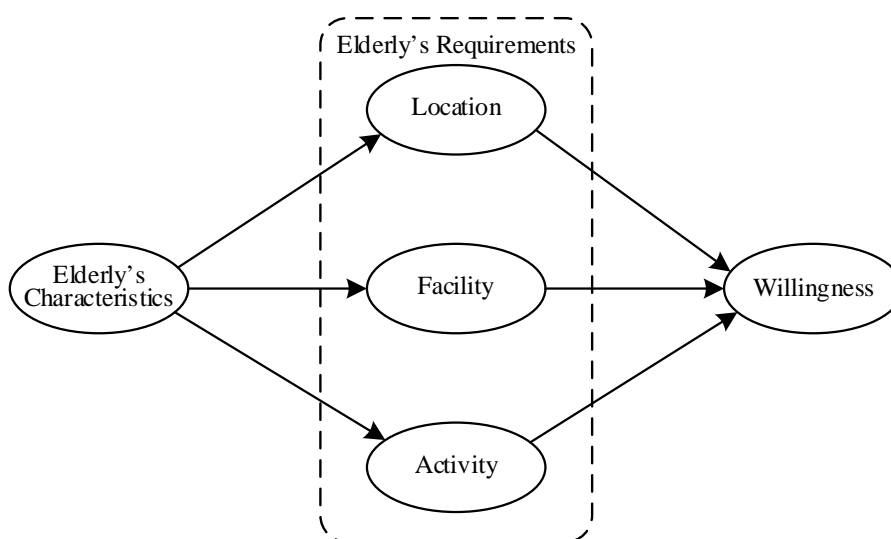 Elderly's Requirements
Location
Elderly's
Characteristics
Facility
Willingness
Activity